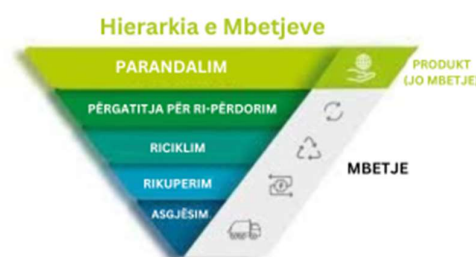 Hierarkia e Mbetjeve
PARANDALIM
PRODUKT
(JO MBETJE)
PËRGATITJA PËR RI-PËRDORIM
RICIKLIM
MBETJE
RIKUPERIM
ASGJËSIM